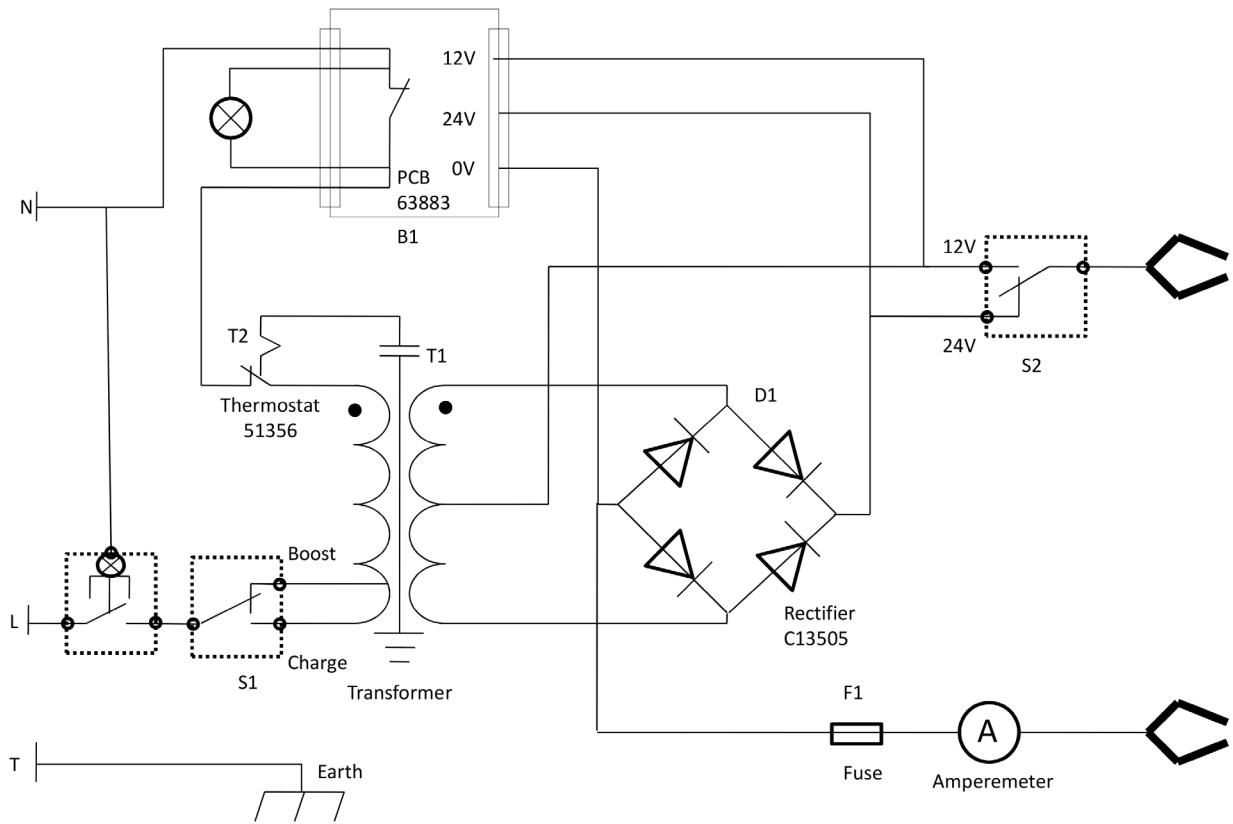 12V
24V
0V
PCB
63883
B1
N
12V
24V
S2
T2
T1
Thermostat
51356
D1
Boost
L
Charge
S1
Transformer
Rectifier
C13505
F1
A
Fuse
Amperemeter
T
Earth